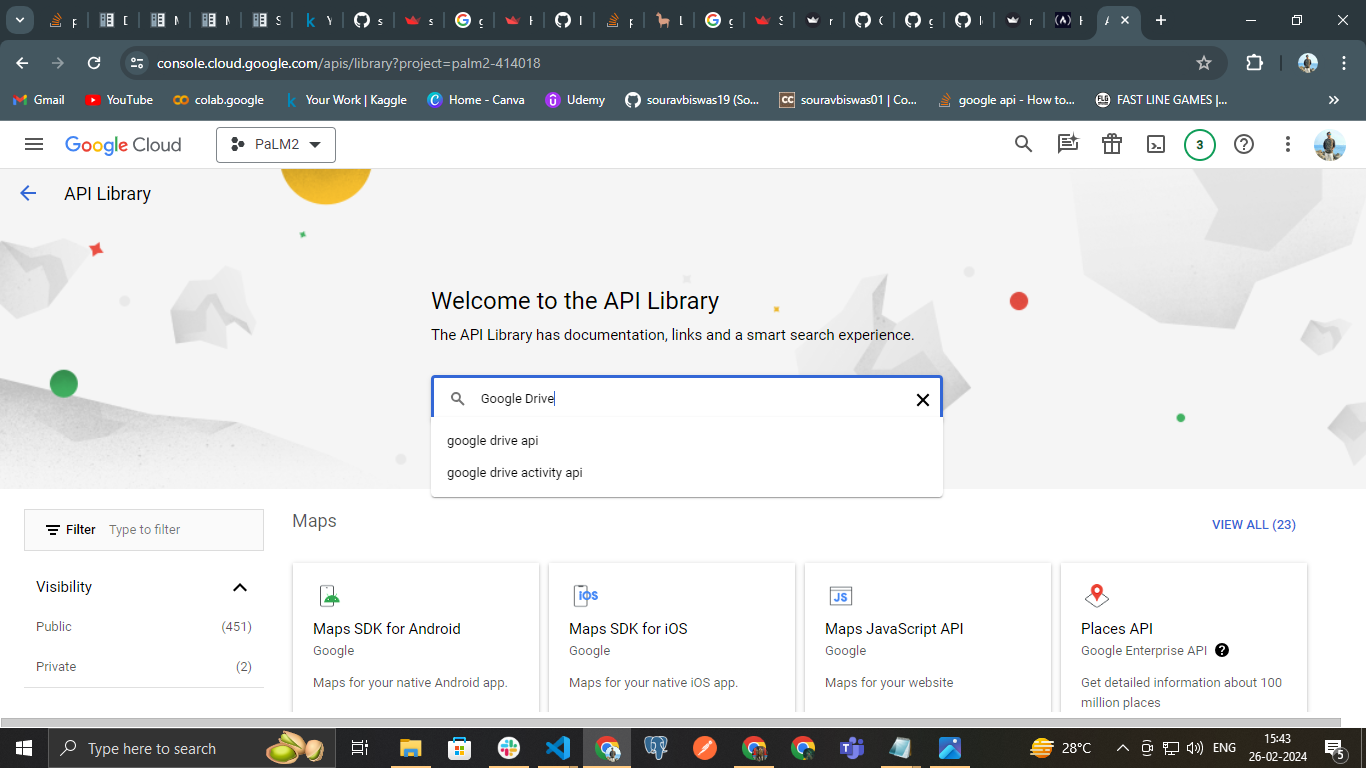 console.cloud.google.com/apis/library?project=palm2-414018
Gmail YouTube colab.google Your Work | Kaggle Home - Canva Udemy souravbiswas19 (So... souravbiswas01 | Co... google api - How to... FAST LINE GAMES |...
Google Cloud PaLM2 3
API Library
Welcome to the API Library
The API Library has documentation, links and a smart search experience.
Google Drive
google drive api
google drive activity api
Filter Type to filter
Maps VIEW ALL (23)
Visibility
Public (451)
Private (2)
Maps SDK for Android
Google
Maps for your native Android app.
iOS
Maps SDK for iOS
Google
Maps for your native iOS app.
JS
Maps JavaScript API
Google
Maps for your website
Places API
Google Enterprise API
Get detailed information about 100
million places
Type here to search
28°C ENG 15:43
26-02-2024 5